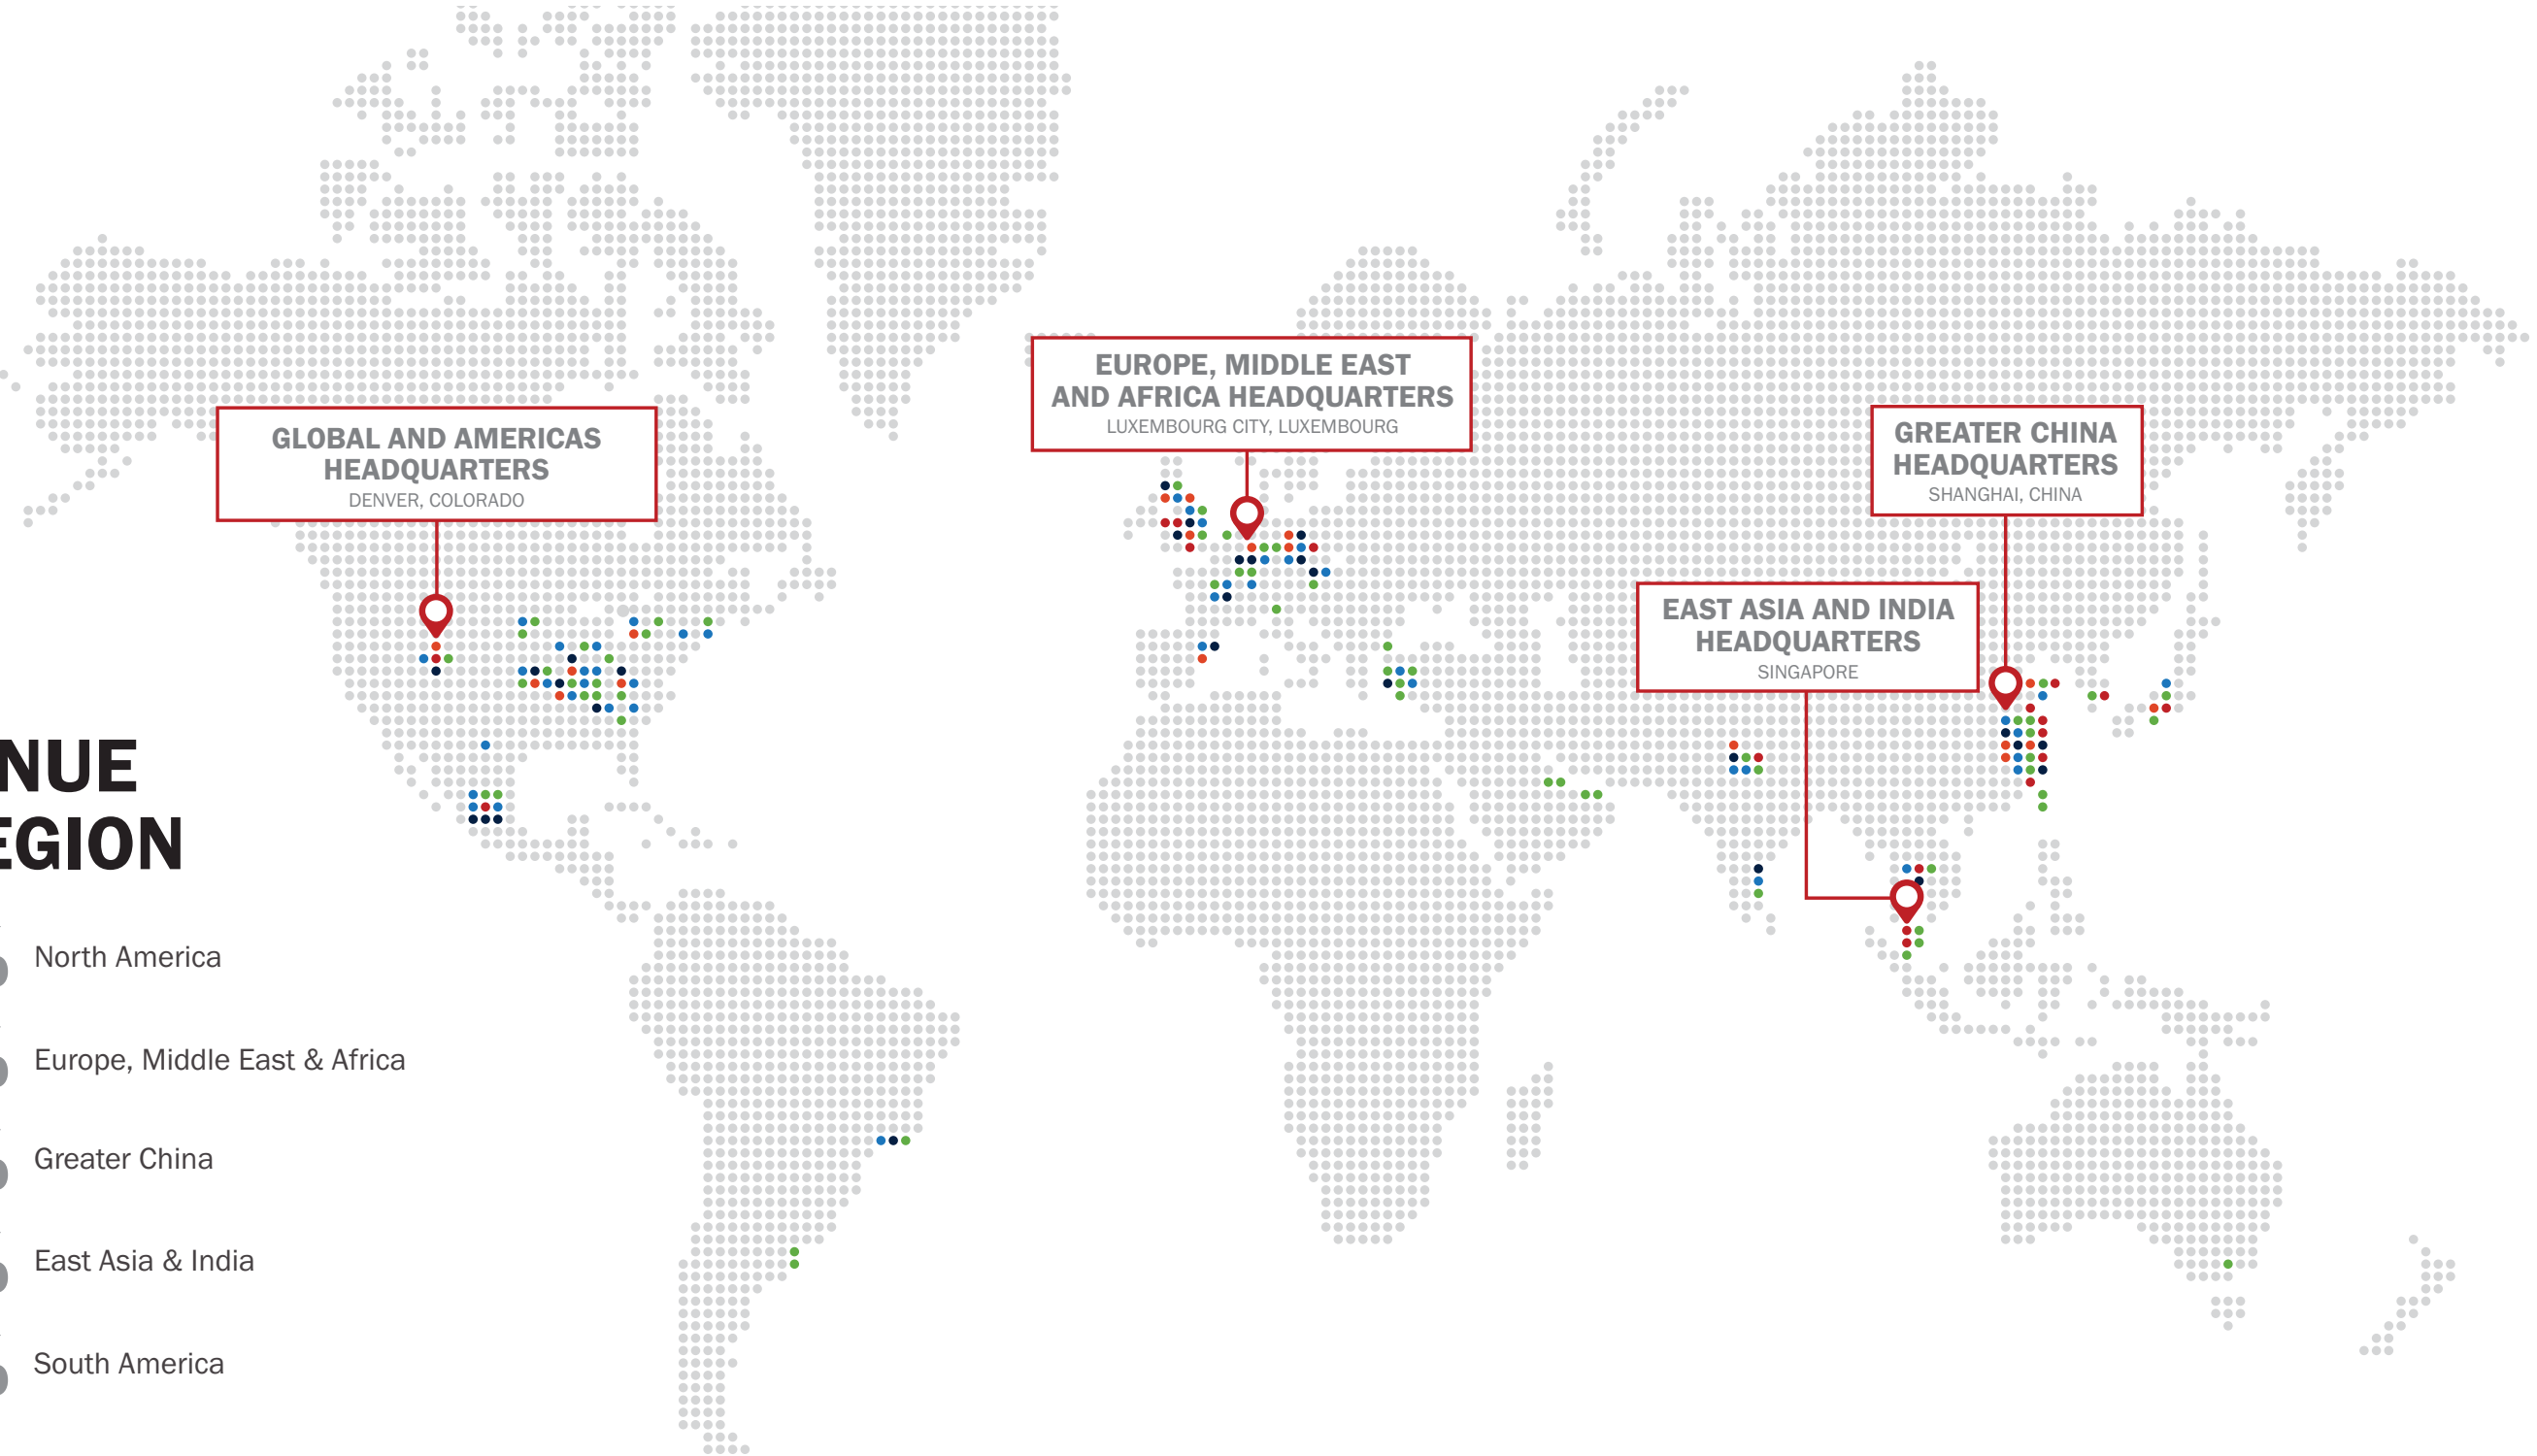 EUROPE, MIDDLE EAST
AND AFRICA HEADQUARTERS
LUXEMBOURG CITY, LUXEMBOURG
GLOBAL AND AMERICAS
HEADQUARTERS
DENVER, COLORADO
GREATER CHINA
HEADQUARTERS
SHANGHAI, CHINA
EAST ASIA AND INDIA
HEADQUARTERS
SINGAPORE
NUE
EGION
North America
Europe, Middle East & Africa
Greater China
East Asia & India
South America